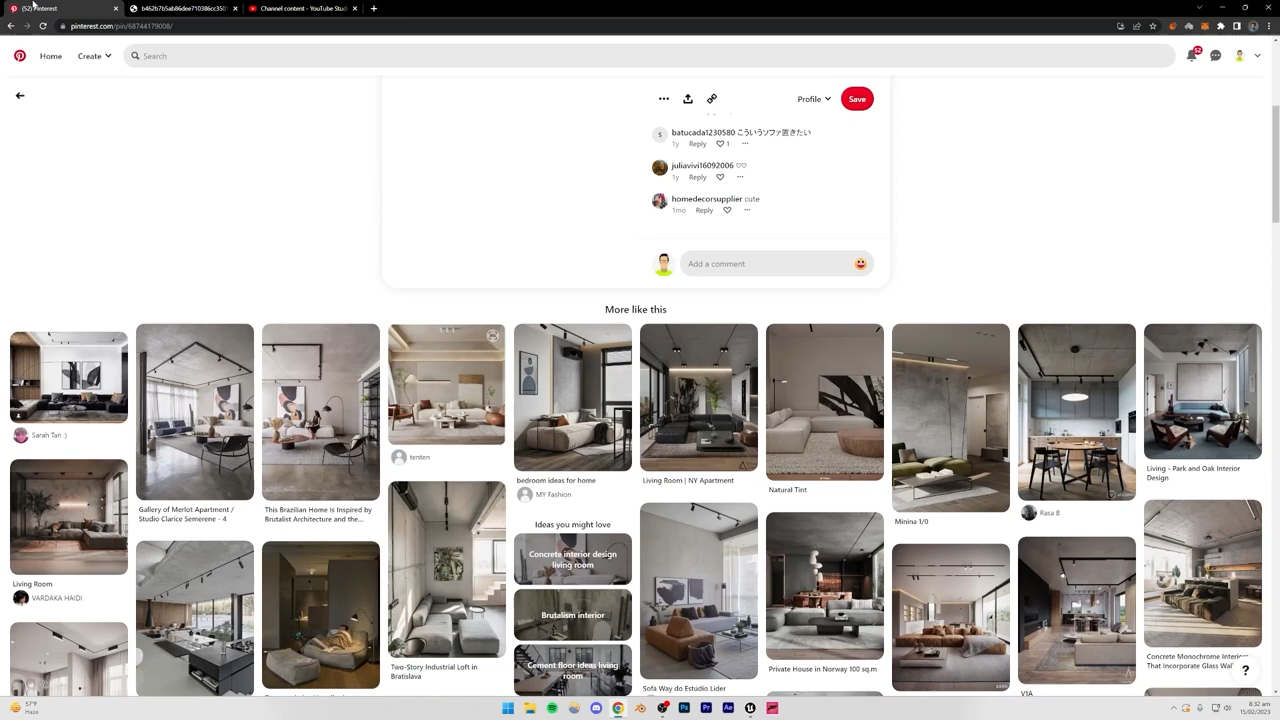 (52) Pinterest
b462b7b5ab86dee710386cc3501
Channel content - YouTube Stud
pinterest.com/pin/68744179008/
Home
Create
Search
52
Profile
Save
S
batucada1230580 こういうソファ置きたい
1y Reply 1
juliavivi16092006 ♡♡
1y Reply
homedecorsupplier cute
1mo Reply
Add a comment
More like this
Sarah Tan :)
Living Room
VARDAKA HAIDI
Gallery of Merlot Apartment /
Studio Clarice Semerene - 4
This Brazilian Home is Inspired by
Brutalist Architecture and the...
tenten
Two-Story Industrial Loft in
Bratislava
bedroom ideas for home
MY Fashion
Ideas you might love
Concrete interior design
living room
Brutalism interior
Cement floor ideas living
room
Living Room | NY Apartment
Sofá Way do Estúdio Lider
Natural Tint
Private House in Norway 100 sq.m
Minina 1/0
Rasa B
V1A
Living - Park and Oak Interior
Design
Concrete Monochrome Interiors
That Incorporate Glass Wal
?
57°F
Haze
8:32 am
15/02/2023